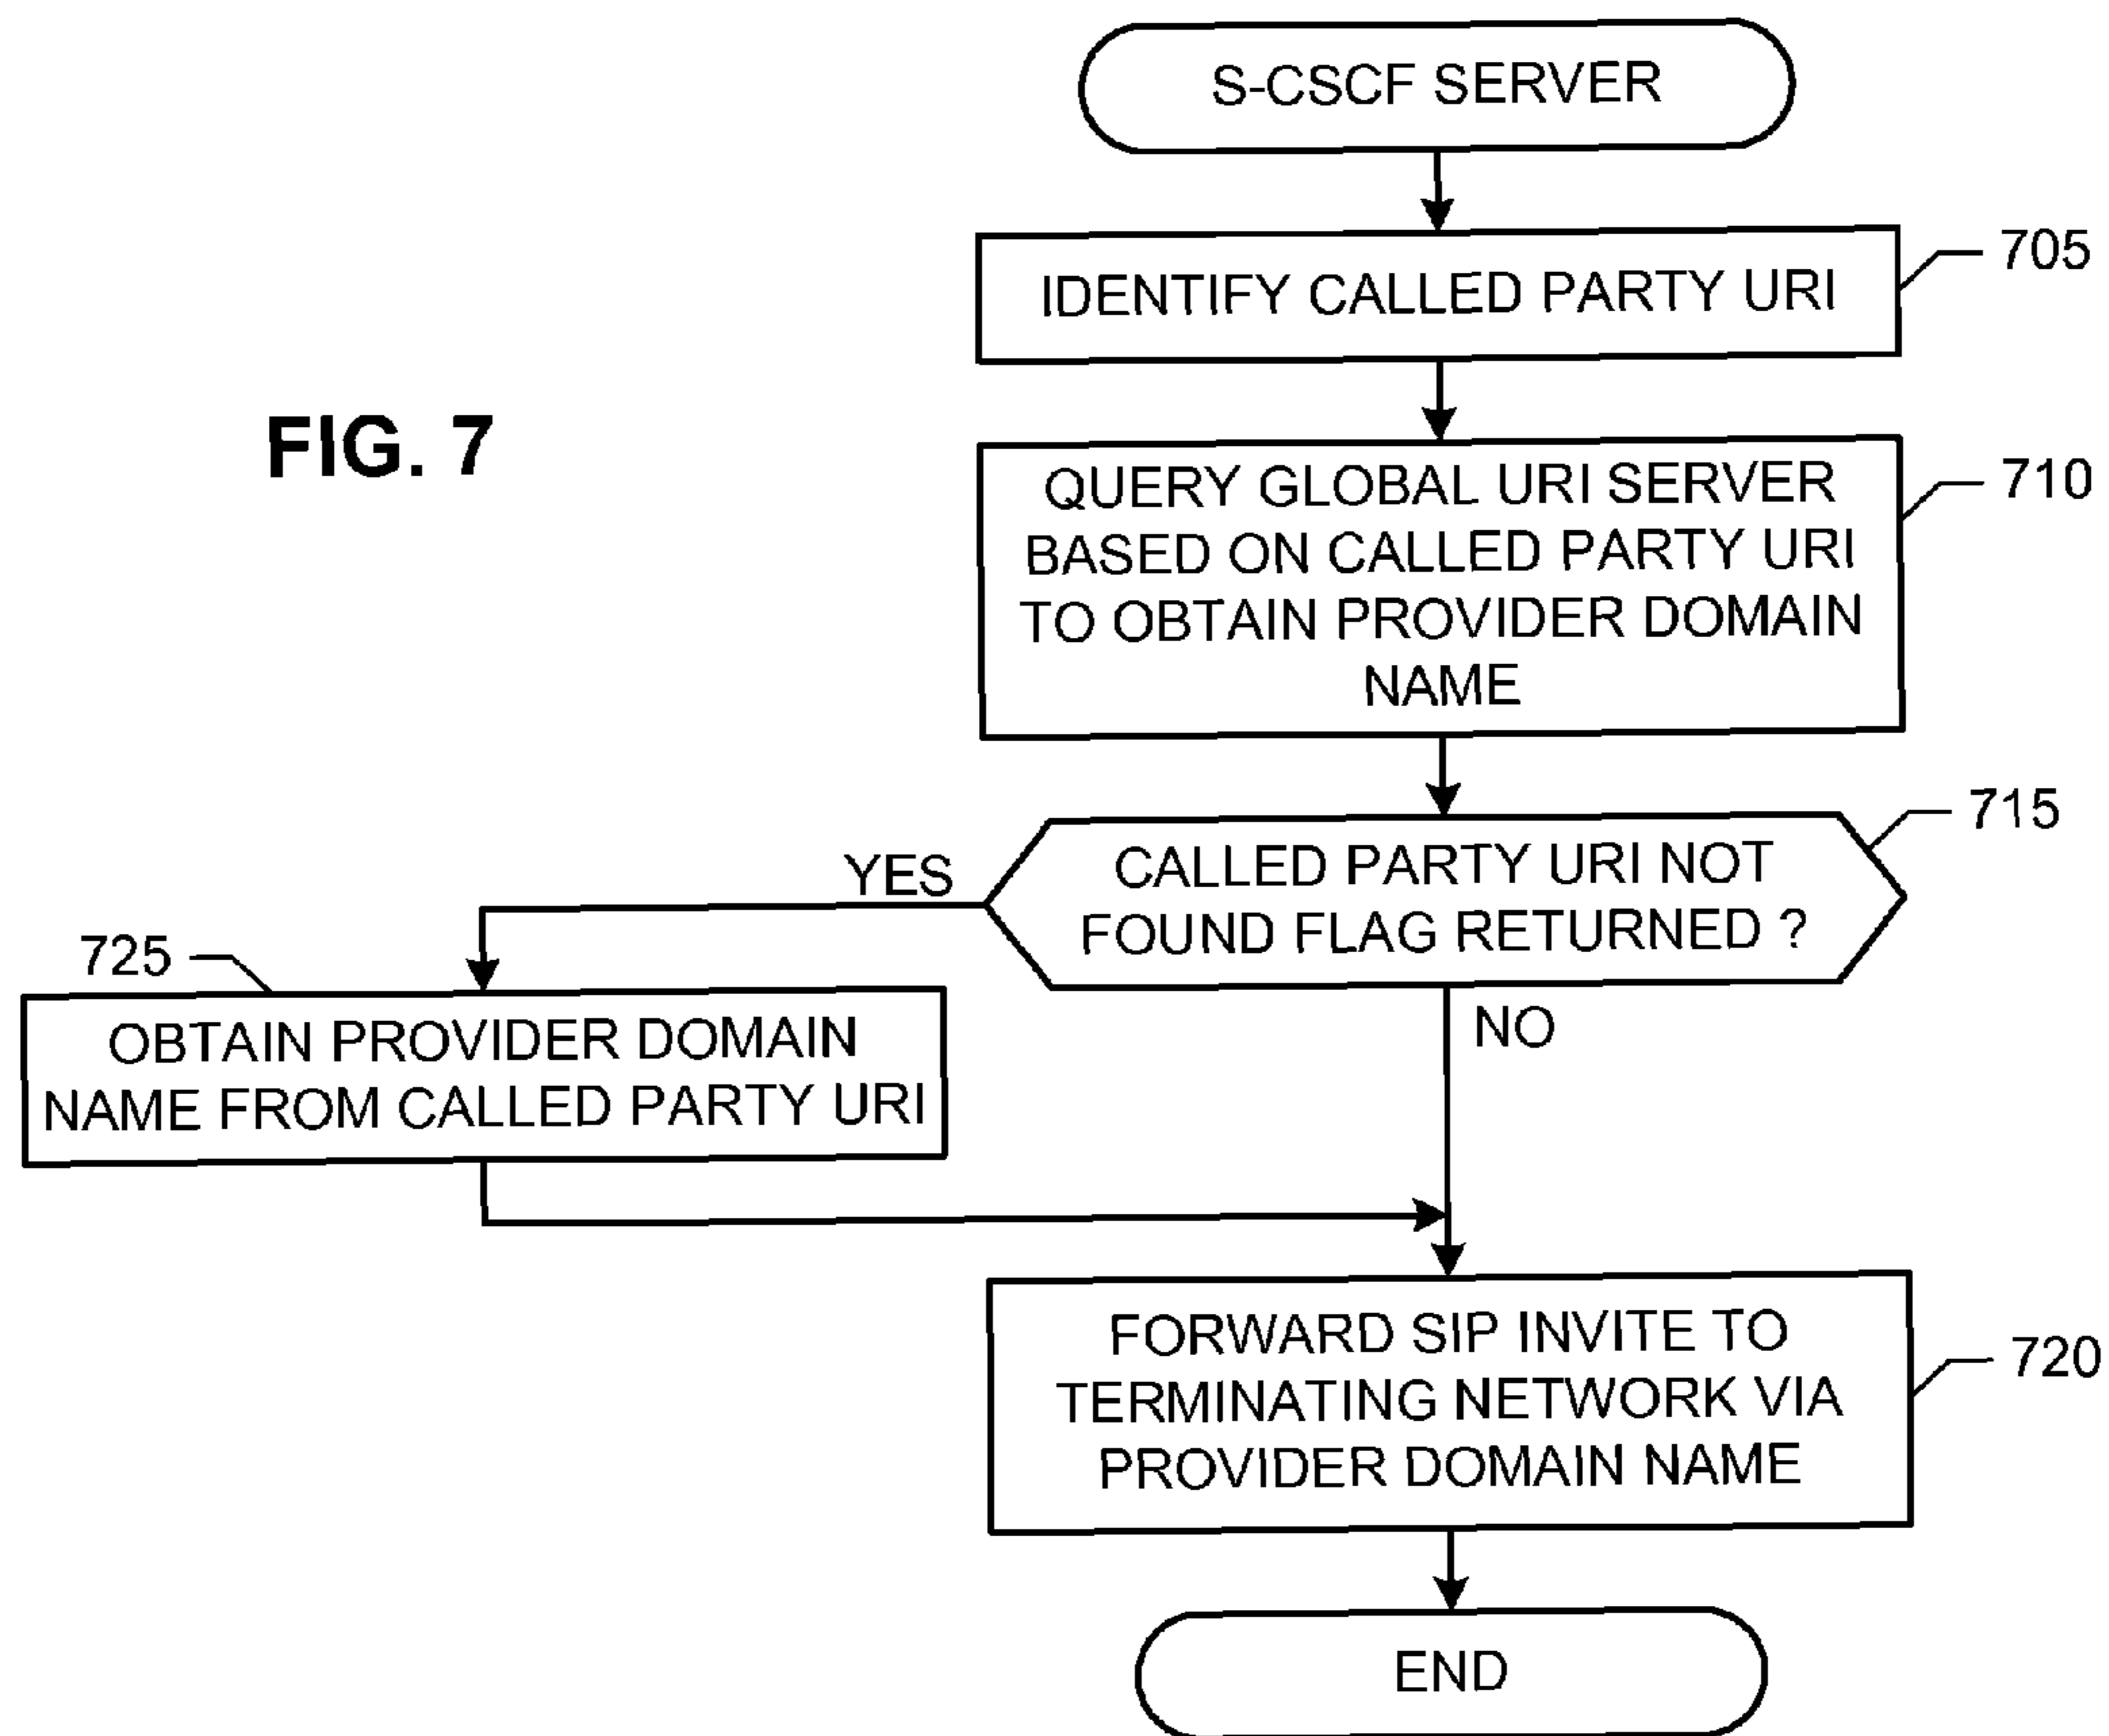 S-CSCF SERVER
IDENTIFY CALLED PARTY URI
705
FIG. 7
QUERY GLOBAL URI SERVER
BASED ON CALLED PARTY URI
TO OBTAIN PROVIDER DOMAIN
NAME
710
CALLED PARTY URI NOT
FOUND FLAG RETURNED ?
715
YES
NO
725
OBTAIN PROVIDER DOMAIN
NAME FROM CALLED PARTY URI
FORWARD SIP INVITE TO
TERMINATING NETWORK VIA
PROVIDER DOMAIN NAME
720
END